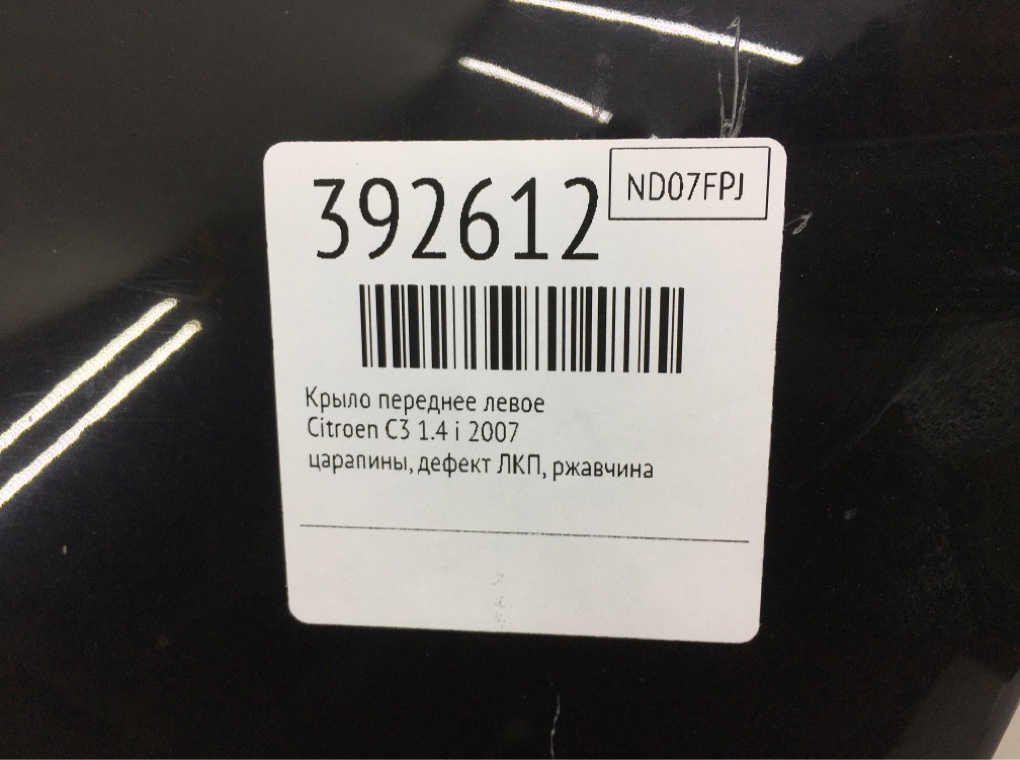 392612
ND07FPJ
Крыло переднее левое
Citroen C3 1.4 i 2007
царапины, дефект ЛКП, ржавчина